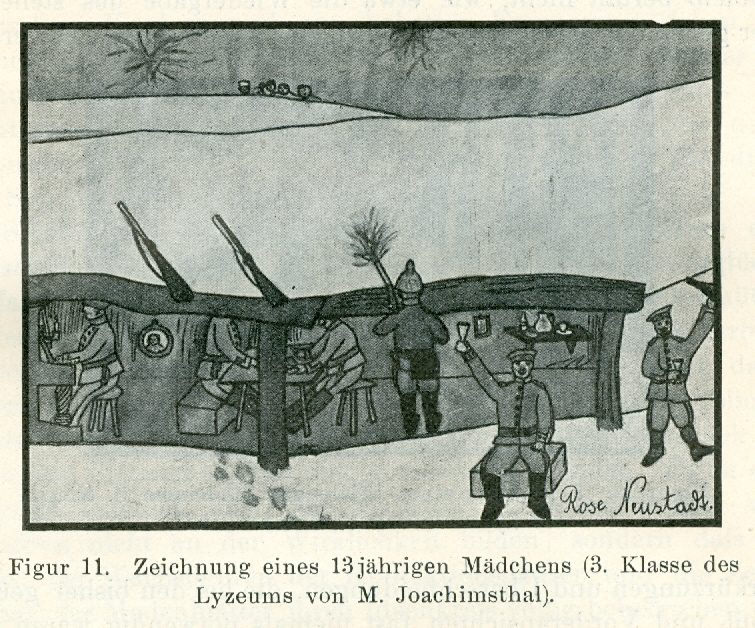 Rose Neustadt.
Figur 11. Zeichnung eines 13jährigen Mädchens (3. Klasse des
Lyzeums von M. Joachimsthal).